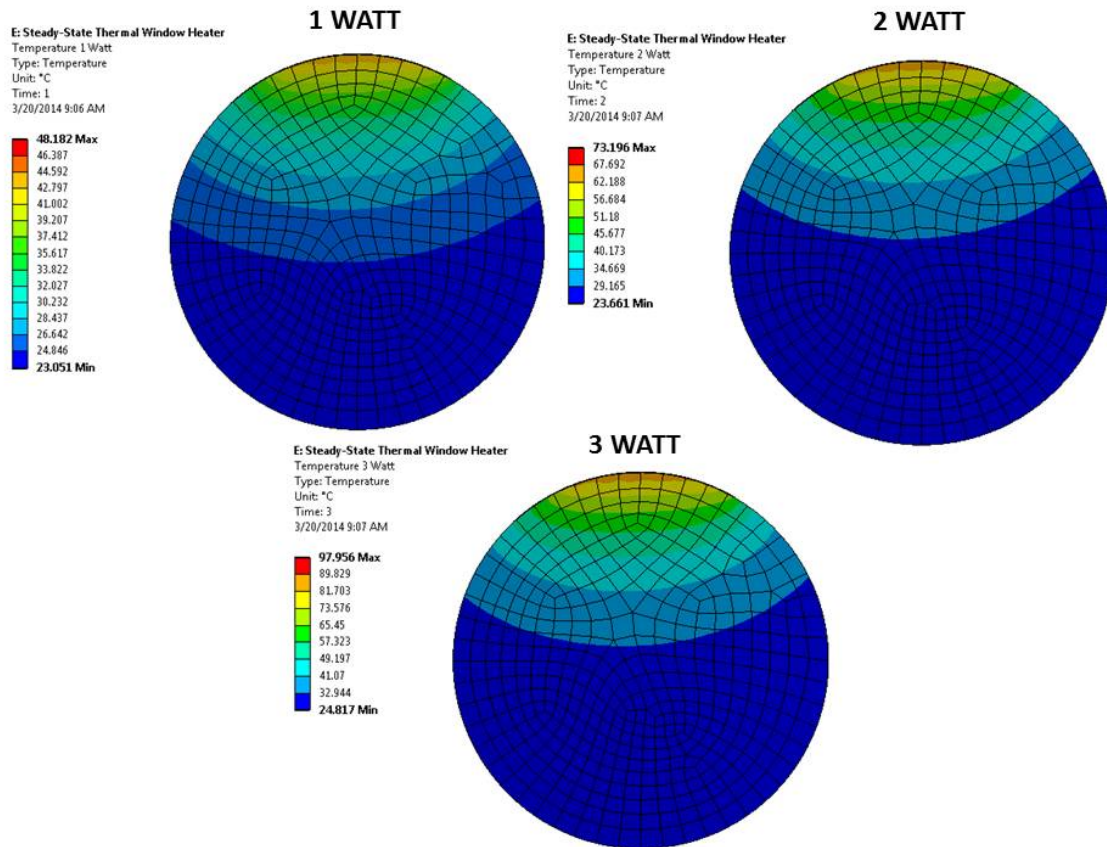 1 WATT
E: Steady-State Thermal Window Heater
Temperature 1 Watt
Type: Temperature
Unit: °C
Time: 1
3/20/2014 9:06 AM
48.182 Max
46.387
44.592
42.797
41.002
39.207
37.412
35.617
33.822
32.027
30.232
28.437
26.642
24.846
23.051 Min
2 WATT
E: Steady-State Thermal Window Heater
Temperature 2 Watt
Type: Temperature
Unit: °C
Time: 2
3/20/2014 9:07 AM
73.196 Max
67.692
62.188
56.684
51.18
45.677
40.173
34.669
29.165
23.661 Min
3 WATT
E: Steady-State Thermal Window Heater
Temperature 3 Watt
Type: Temperature
Unit: °C
Time: 3
3/20/2014 9:07 AM
97.956 Max
89.829
81.703
73.576
65.45
57.323
49.197
41.07
32.944
24.817 Min